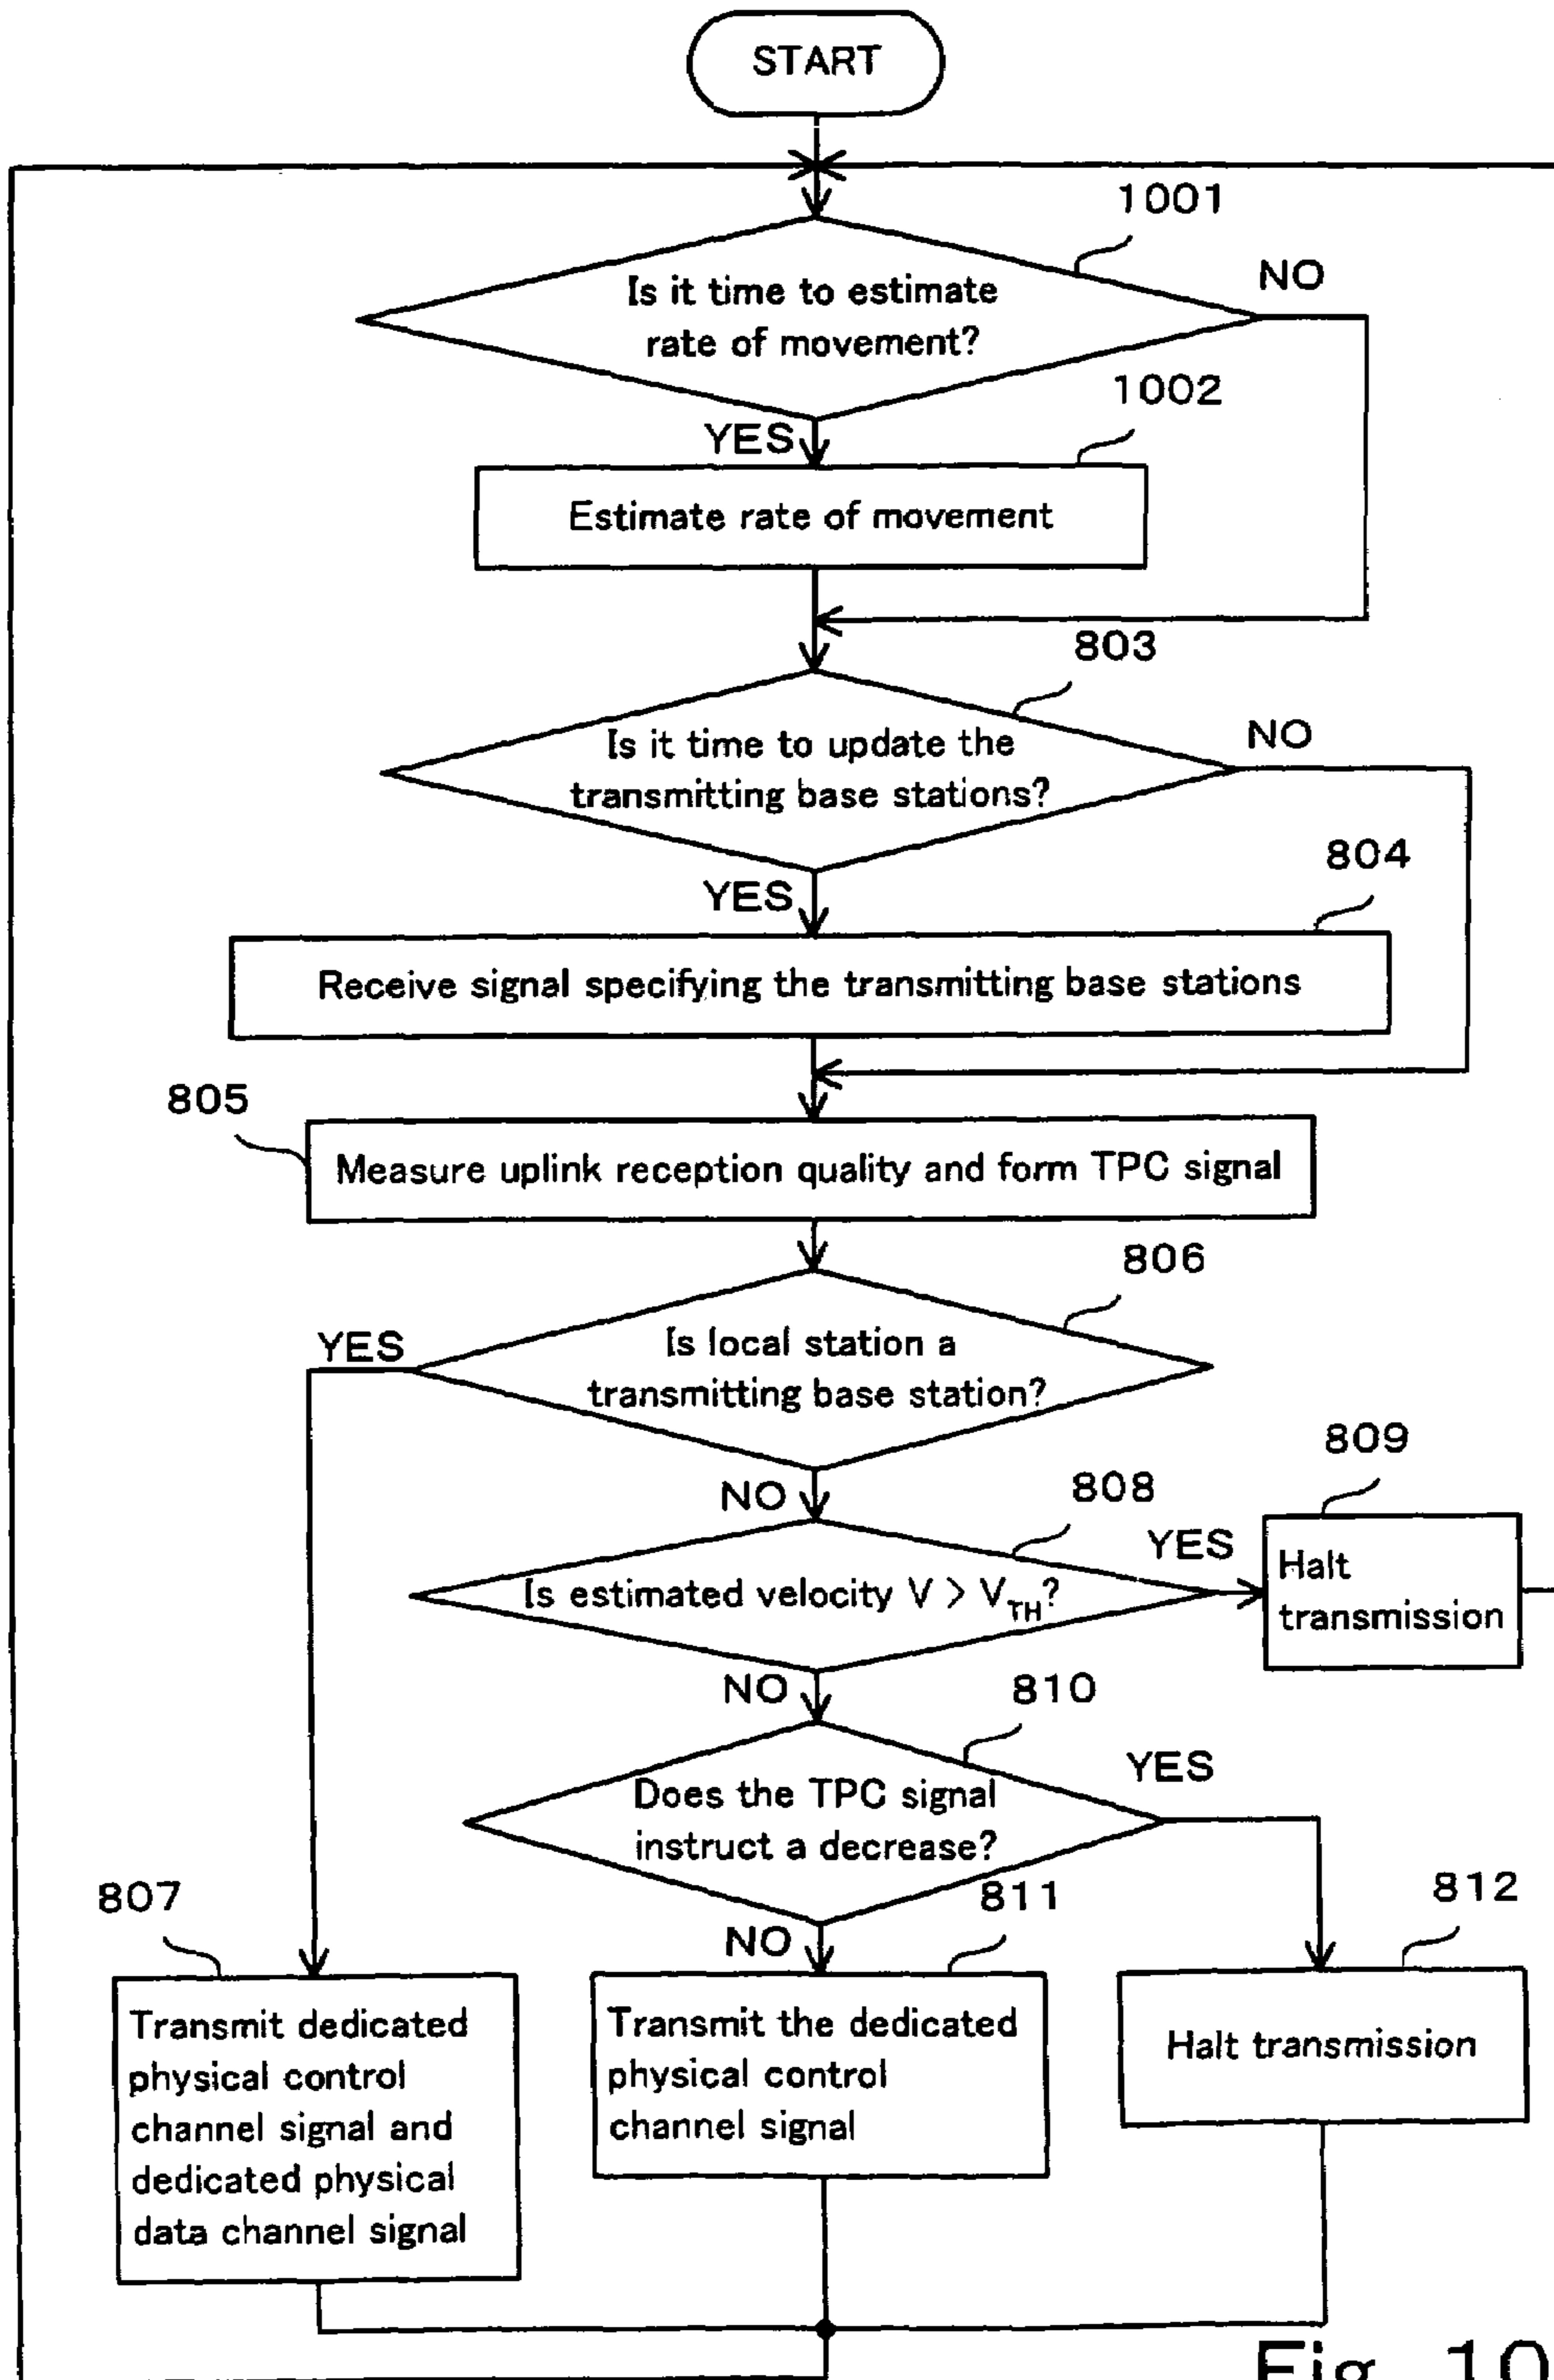 START
1001
Is it time to estimate
rate of movement?
NO
YES
1002
Estimate rate of movement
803
Is it time to update the
transmitting base stations?
NO
YES
804
Receive signal specifying the transmitting base stations
805
Measure uplink reception quality and form TPC signal
806
Is local station a
transmitting base station?
YES
NO
808
Is estimated velocity V > V_TH?
YES
809
Halt
transmission
NO
810
Does the TPC signal
instruct a decrease?
YES
NO
807
Transmit dedicated
physical control
channel signal and
dedicated physical
data channel signal
811
Transmit the dedicated
physical control
channel signal
812
Halt transmission
Fig. 10